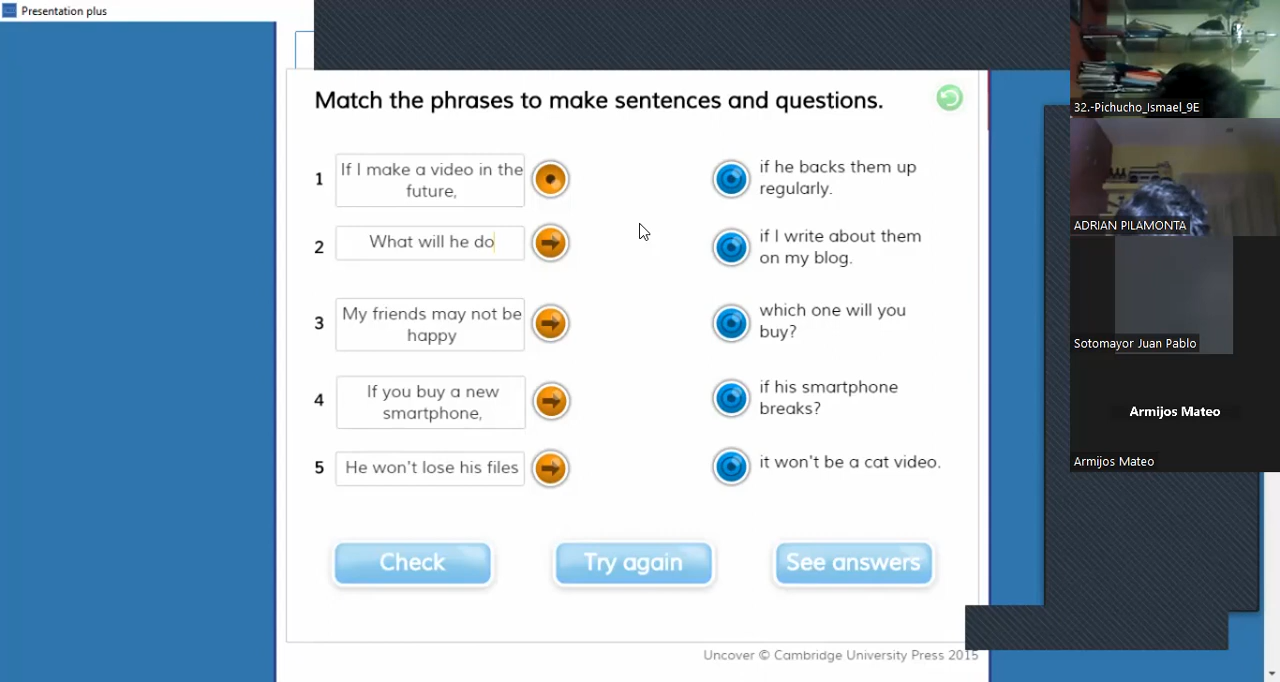 Presentation plus
Match the phrases to make sentences and questions.
1
If I make a video in the
future,
if he backs them up
regularly.
2
What will he do
if I write about them
on my blog.
3
My friends may not be
happy
which one will you
buy?
4
If you buy a new
smartphone,
if his smartphone
breaks?
5
He won't lose his files
it won't be a cat video.
Check
Try again
See answers
Uncover © Cambridge University Press 2015
32.-Pichucho_Ismael_9E
ADRIAN PILAMONTA
Sotomayor Juan Pablo
Armijos Mateo
Armijos Mateo